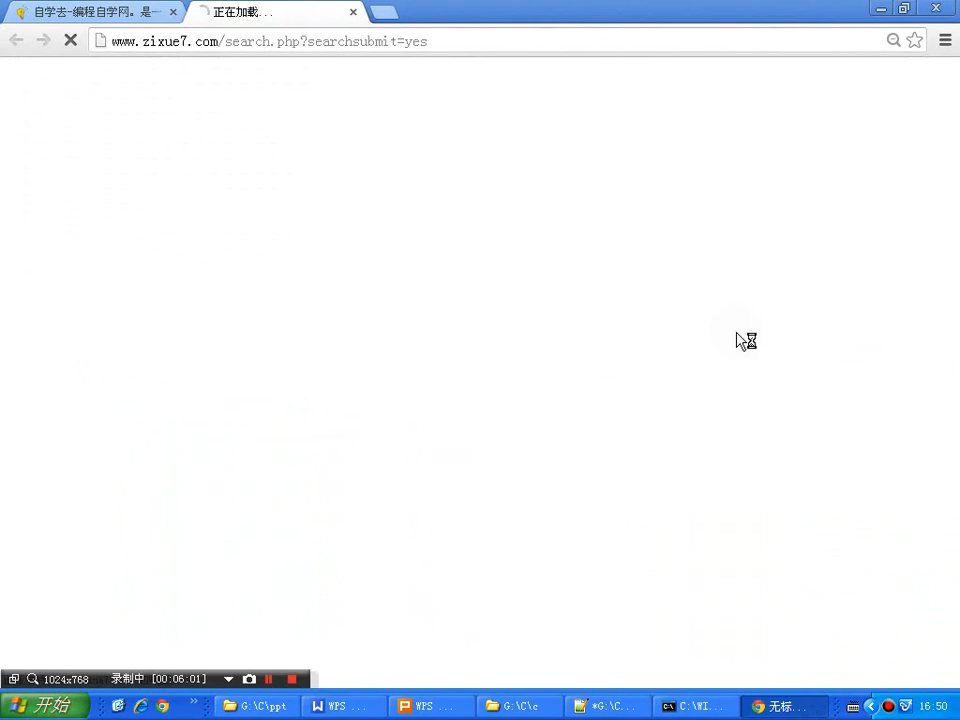 自学去-编程自学网。是一
正在加载...
www.zixue7.com/search.php?searchsubmit=yes
1024x768 录制中 [00:06:01]
开始 G:\C\ppt WPS ... WPS ... G:\C\c *G:\C... C:\WI... 无标... 16:50